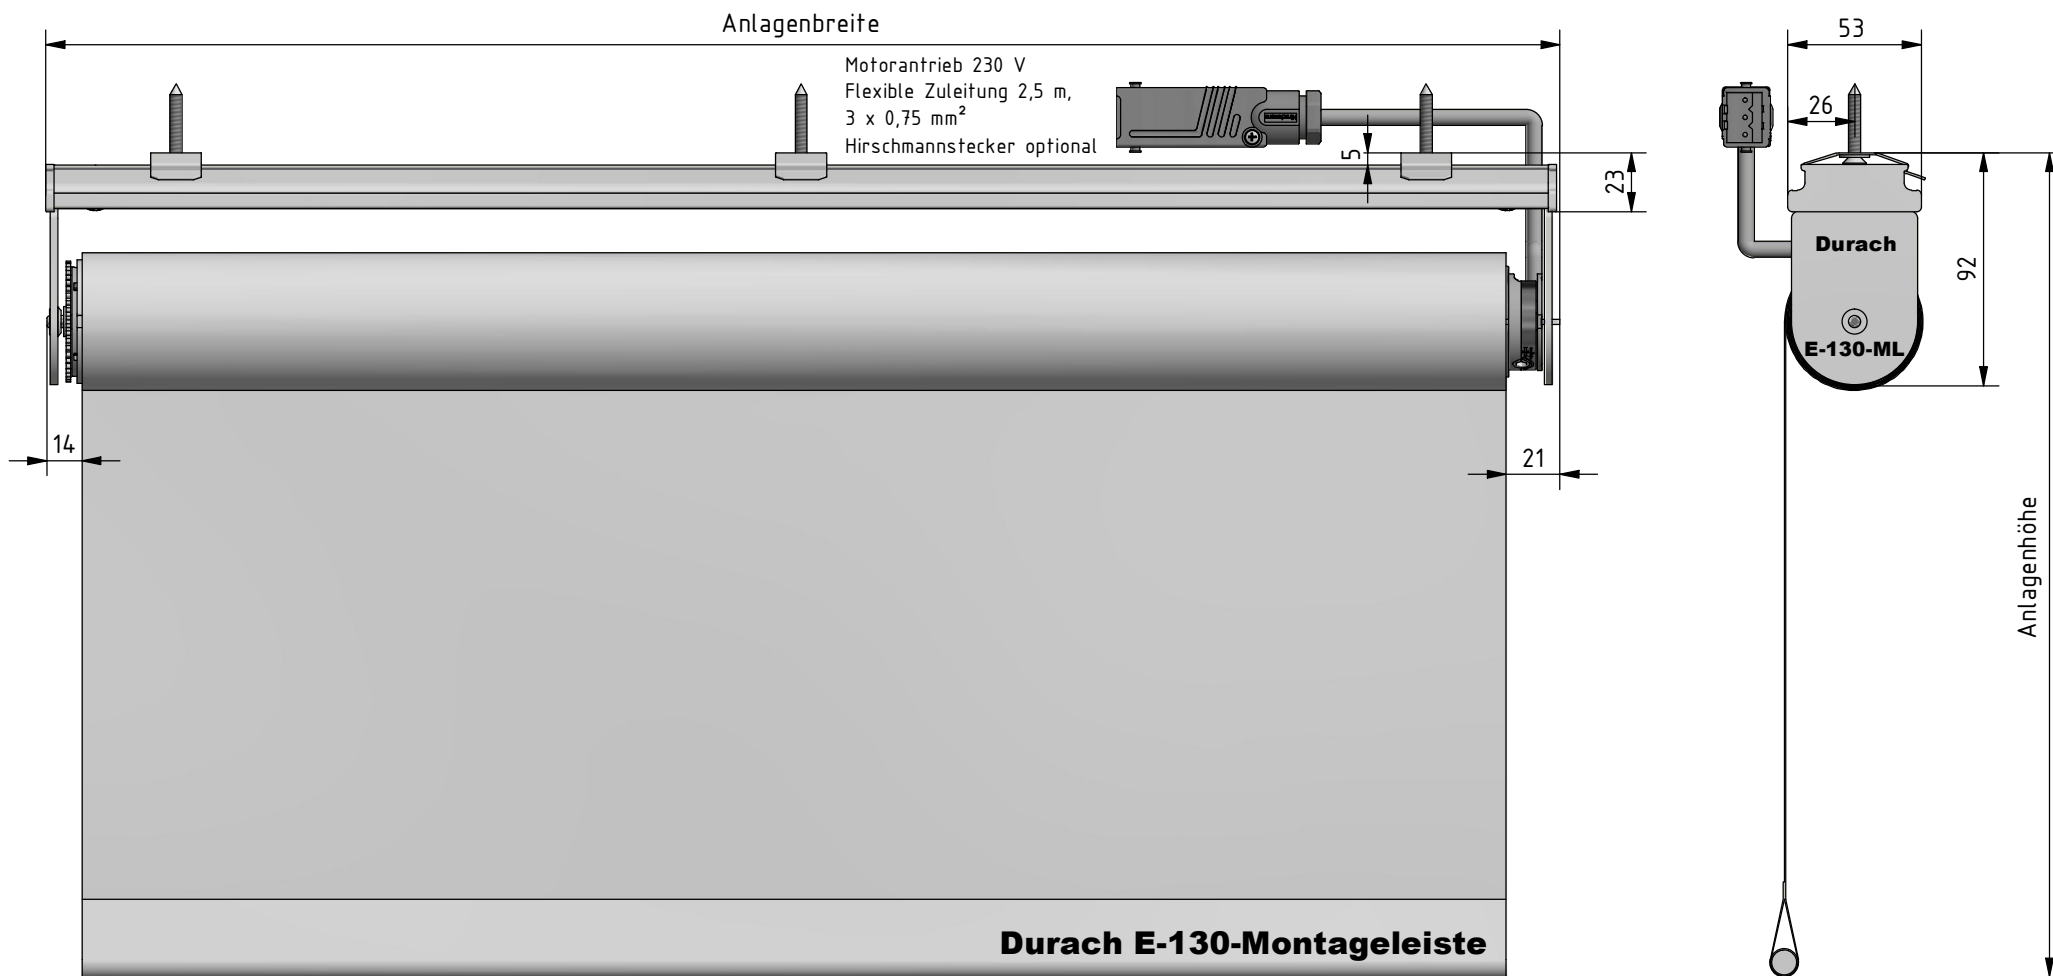 Anlagenbreite
53
Motorantrieb 230 V
Flexible Zuleitung 2,5 m,
3 x 0,75 mm²
Hirschmannstecker optional
5
23
26
Durach
E-130-ML
92
14
21
Anlagenhöhe
Durach E-130-Montageleiste